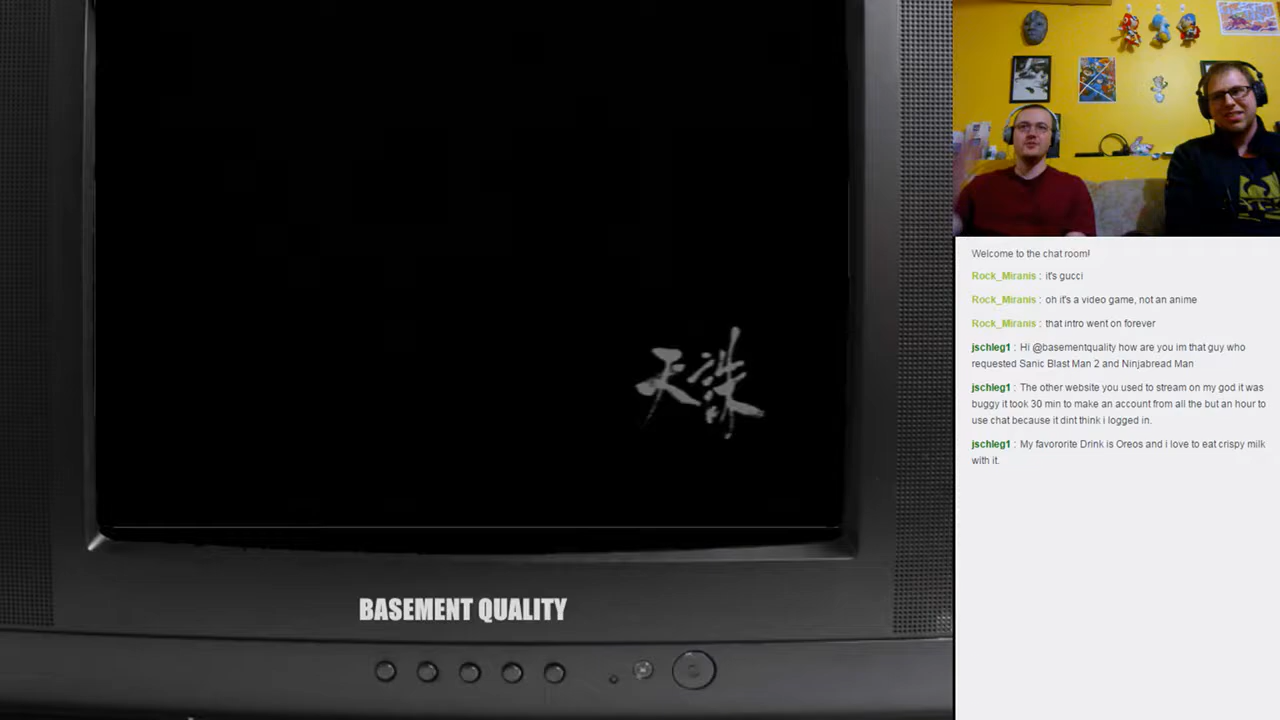 天誅
BASEMENT QUALITY
Welcome to the chat room!
Rock_Miranis : it's gucci
Rock_Miranis : oh it's a video game, not an anime
Rock_Miranis : that intro went on forever
jschleg1 : Hi @basementquality how are you im that guy who
requested Sanic Blast Man 2 and Ninjabread Man
jschleg1 : The other website you used to stream on my god it was
buggy it took 30 min to make an account from all the but an hour to
use chat because it dint think i logged in.
jschleg1 : My favororite Drink is Oreos and i love to eat crispy milk
with it.